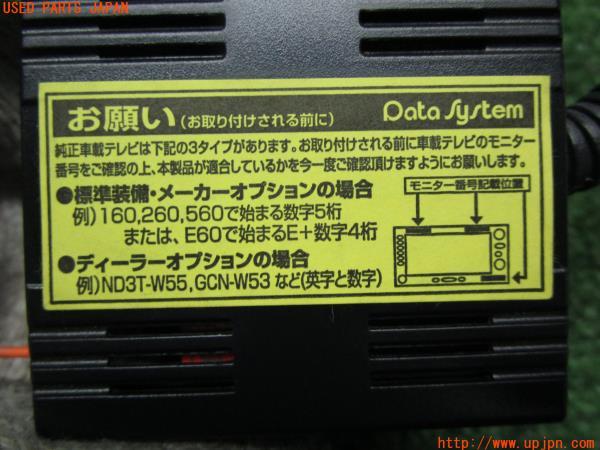 USED PARTS JAPAN
お願い(お取り付けされる前に)
Data System
純正車載テレビは下記の3タイプがあります。お取り付けされる前に車載テレビのモニター
番号をご確認の上、本製品が適合しているかを今一度ご確認頂けますようにお願いします。
●標準装備・メーカーオプションの場合
例)160,260,560で始まる数字5桁
または、E60で始まるE+数字4桁
●ディーラーオプションの場合
例)ND3T-W55,GCN-W53 など(英字と数字)
モニター番号記載位置
http://www.upjpn.com/